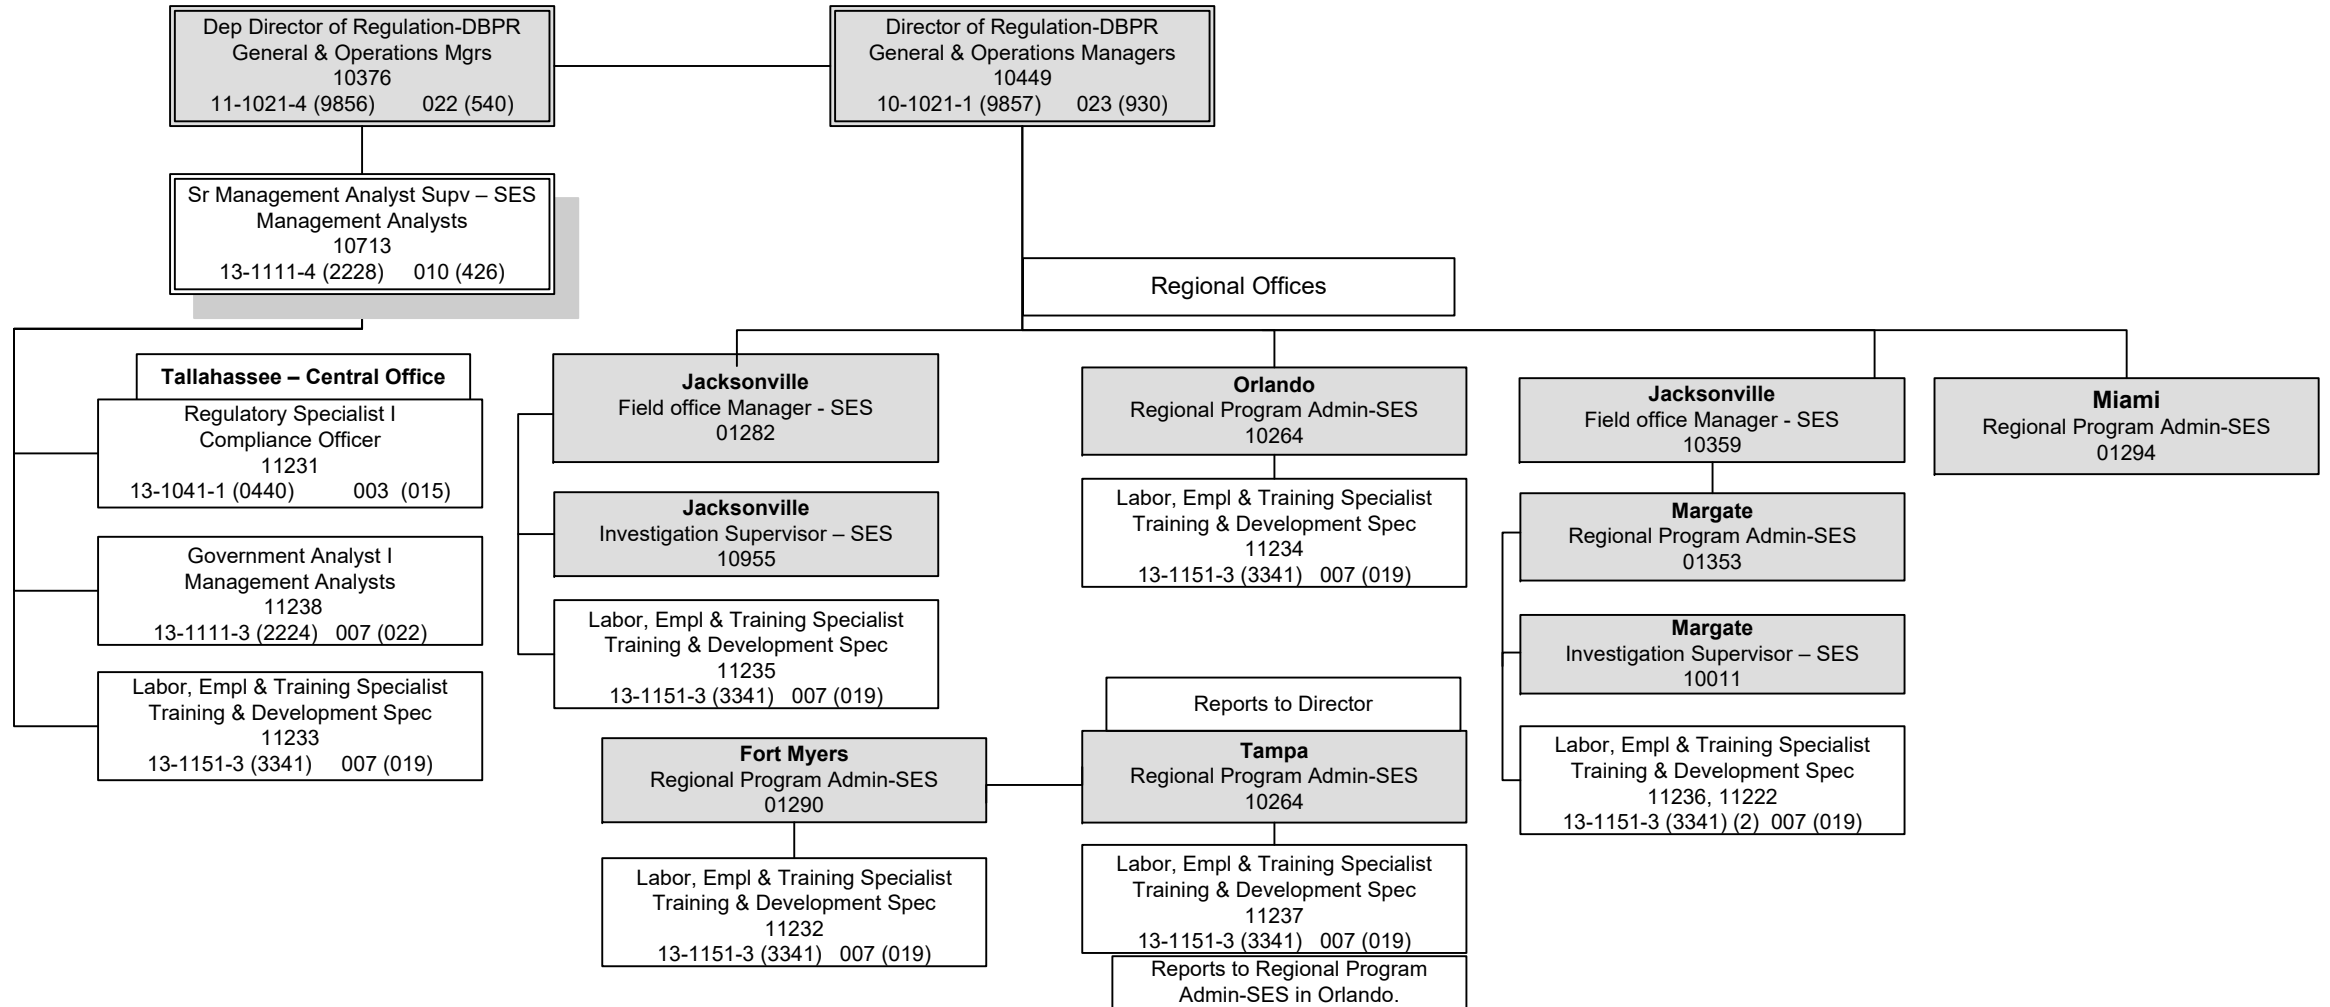 Dep Director of Regulation-DBPR
General & Operations Mgrs
10376
11-1021-4 (9856) 022 (540)
Director of Regulation-DBPR
General & Operations Managers
10449
10-1021-1 (9857) 023 (930)
Sr Management Analyst Supv – SES
Management Analysts
10713
13-1111-4 (2228) 010 (426)
Regional Offices
Tallahassee – Central Office
Regulatory Specialist I
Compliance Officer
11231
13-1041-1 (0440) 003 (015)
Government Analyst I
Management Analysts
11238
13-1111-3 (2224) 007 (022)
Labor, Empl & Training Specialist
Training & Development Spec
11233
13-1151-3 (3341) 007 (019)
Jacksonville
Field office Manager - SES
01282
Jacksonville
Investigation Supervisor – SES
10955
Labor, Empl & Training Specialist
Training & Development Spec
11235
13-1151-3 (3341) 007 (019)
Orlando
Regional Program Admin-SES
10264
Labor, Empl & Training Specialist
Training & Development Spec
11234
13-1151-3 (3341) 007 (019)
Jacksonville
Field office Manager - SES
10359
Margate
Regional Program Admin-SES
01353
Margate
Investigation Supervisor – SES
10011
Labor, Empl & Training Specialist
Training & Development Spec
11236, 11222
13-1151-3 (3341) (2) 007 (019)
Miami
Regional Program Admin-SES
01294
Fort Myers
Regional Program Admin-SES
01290
Labor, Empl & Training Specialist
Training & Development Spec
11232
13-1151-3 (3341) 007 (019)
Reports to Director
Tampa
Regional Program Admin-SES
10264
Labor, Empl & Training Specialist
Training & Development Spec
11237
13-1151-3 (3341) 007 (019)
Reports to Regional Program
Admin-SES in Orlando.